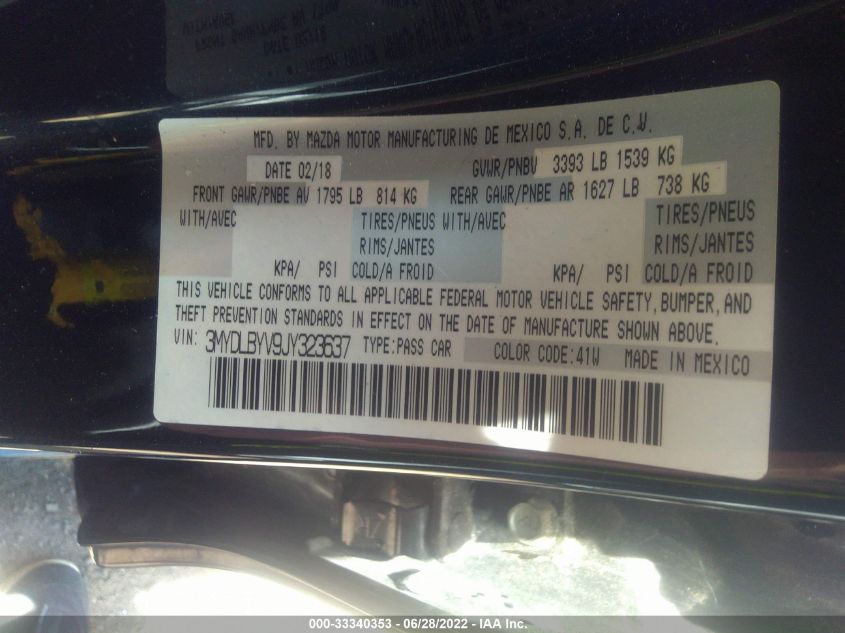 MFD. BY MAZDA MOTOR MANUFACTURING DE MEXICO S.A. DE C.V.
DATE 02/18 GVWR/PNBV 3393 LB 1539 KG
FRONT GAWR/PNBE AV 1795 LB 814 KG REAR GAWR/PNBE AR 1627 LB 738 KG
WITH/AVEC TIRES/PNEUS WITH/AVEC TIRES/PNEUS
RIMS/JANTES RIMS/JANTES
KPA/ PSI COLD/A FROID KPA/ PSI COLD/A FROID
THIS VEHICLE CONFORMS TO ALL APPLICABLE FEDERAL MOTOR VEHICLE SAFETY, BUMPER, AND
THEFT PREVENTION STANDARDS IN EFFECT ON THE DATE OF MANUFACTURE SHOWN ABOVE.
VIN: 3MYDLBYV9JY323637 TYPE:PASS CAR COLOR CODE:41W MADE IN MEXICO
000-33340353 - 06/28/2022 - IAA Inc.